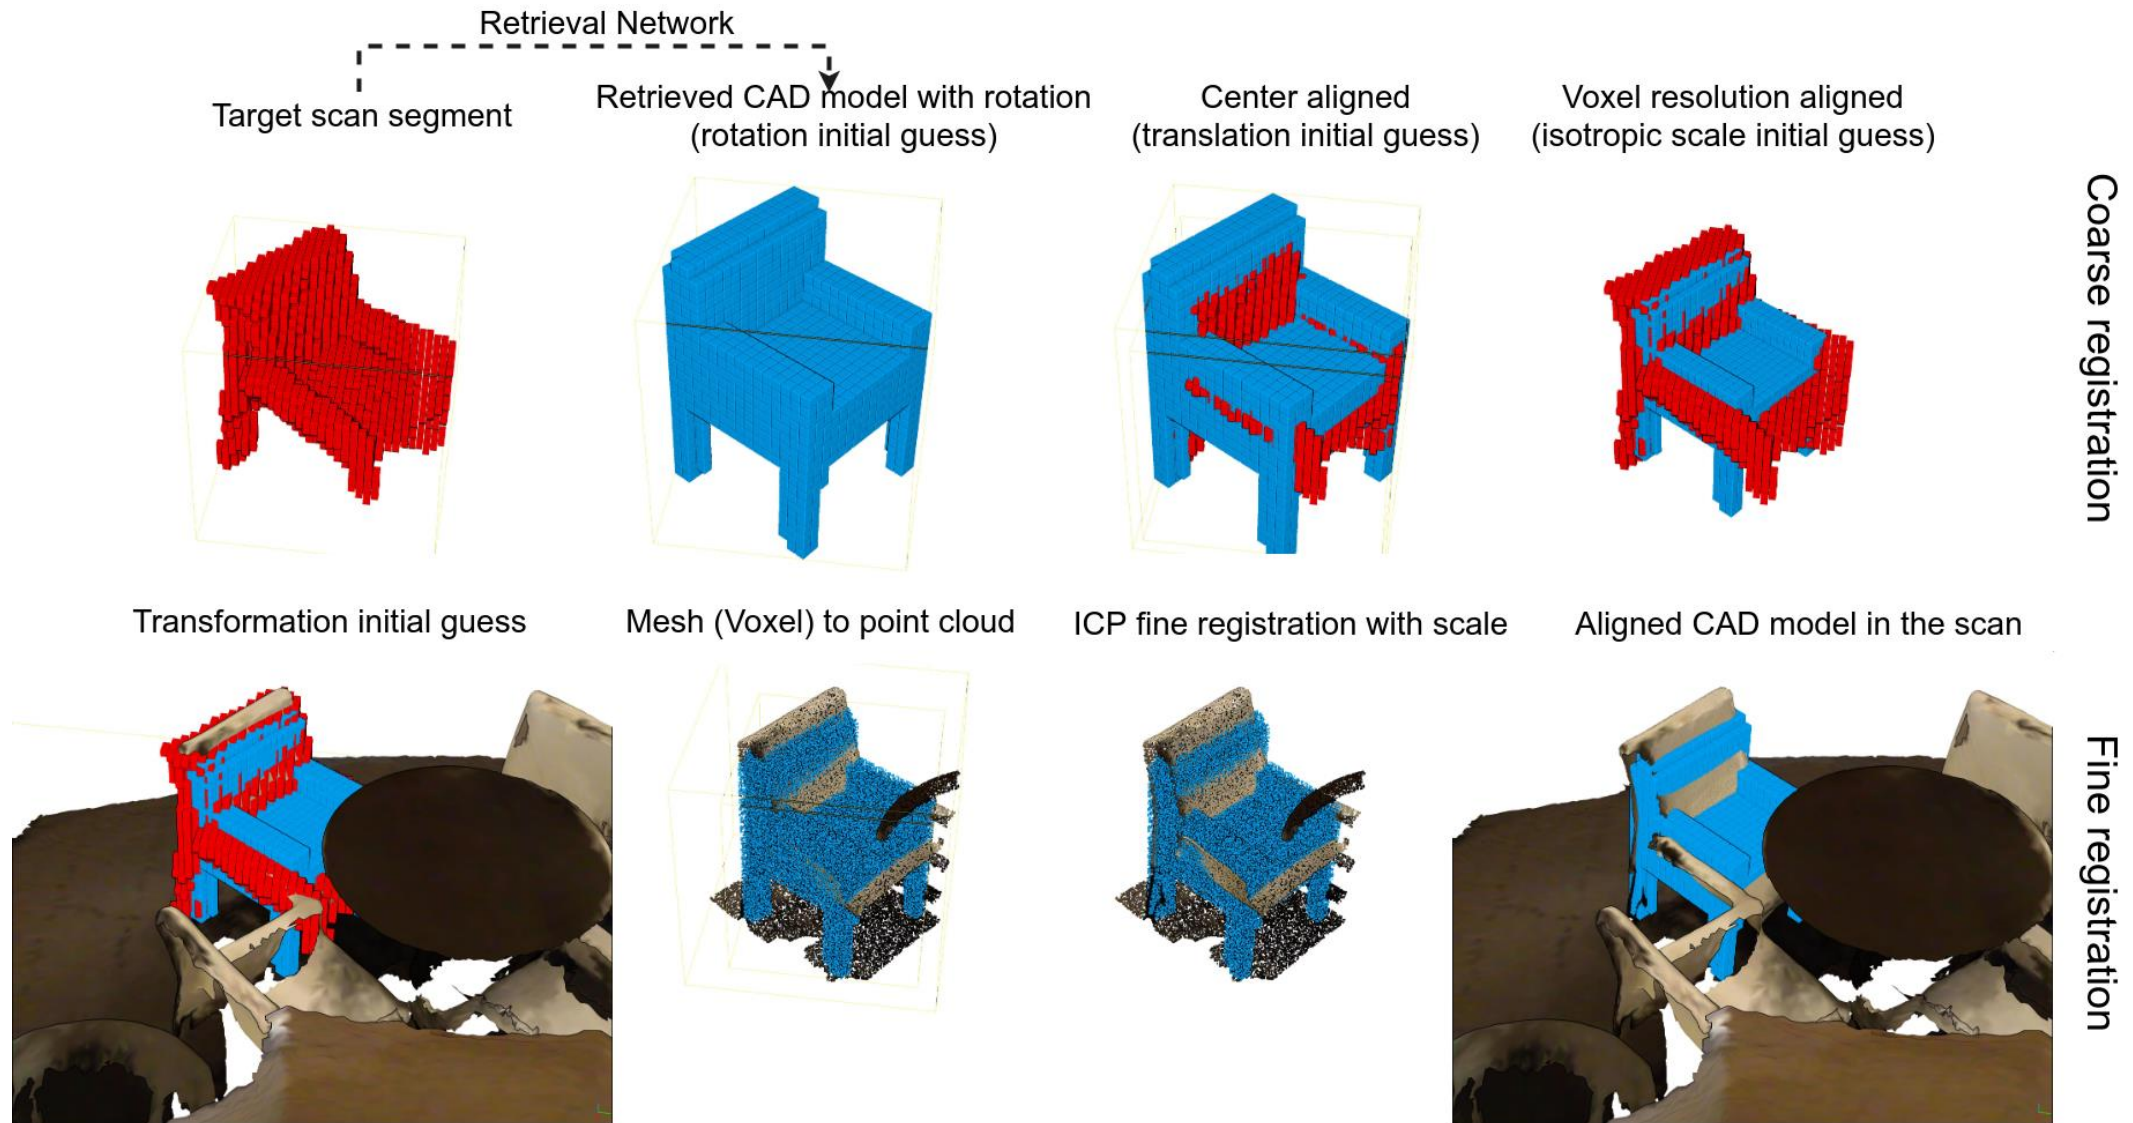 Retrieval Network
Target scan segment
Retrieved CAD model with rotation
(rotation initial guess)
Center aligned
(translation initial guess)
Voxel resolution aligned
(isotropic scale initial guess)
Coarse registration
Transformation initial guess
Mesh (Voxel) to point cloud
ICP fine registration with scale
Aligned CAD model in the scan
Fine registration